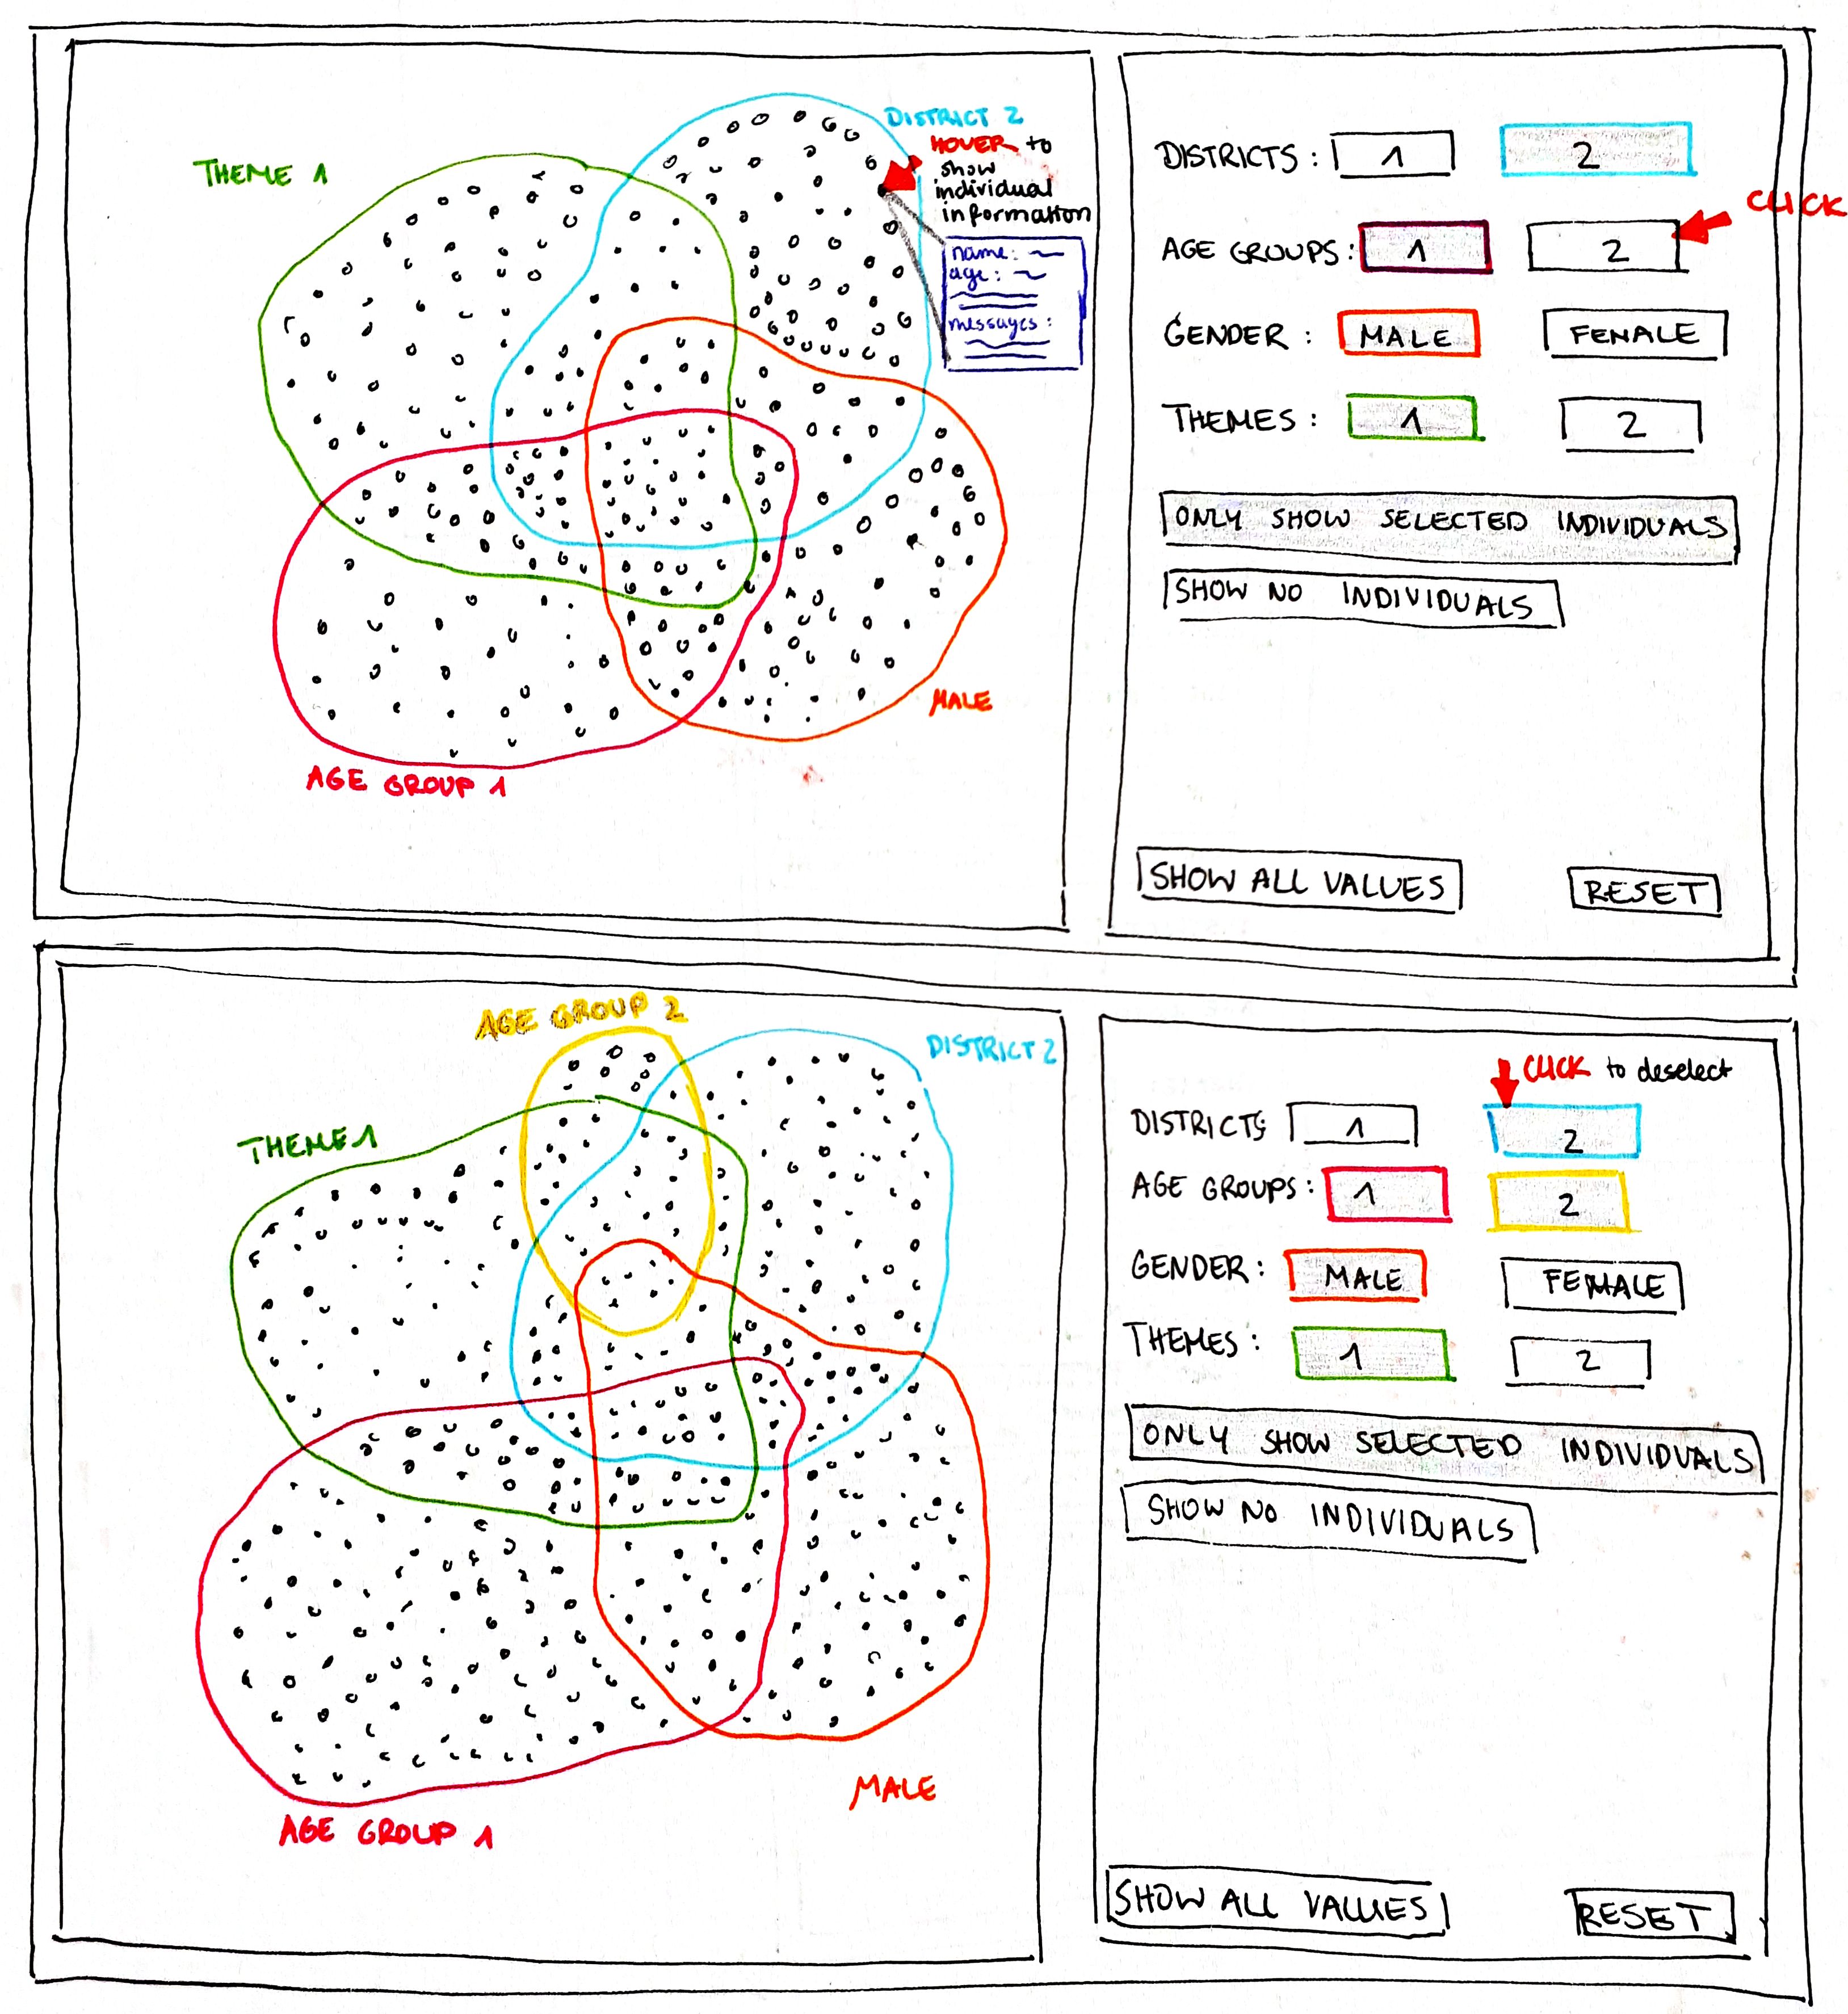 DISTRICT 2
HOVER to
show
individual
information
THEME 1
name:
age:
messages:
MALE
AGE GROUP 1
DISTRICTS: 1 2
CLICK
AGE GROUPS: 1 2
GENDER: MALE FENALE
THEMES: 1 2
ONLY SHOW SELECTED INDIVIDUALS
SHOW NO INDIVIDUALS
SHOW ALL VALUES RESET
AGE GROUP 2
DISTRICT 2
THEME 1
MALE
AGE GROUP 1
CLICK to deselect
DISTRICTS 1 2
AGE GROUPS: 1 2
GENDER: MALE FEMALE
THEMES: 1 2
ONLY SHOW SELECTED INDIVIDUALS
SHOW NO INDIVIDUALS
SHOW ALL VALUES RESET